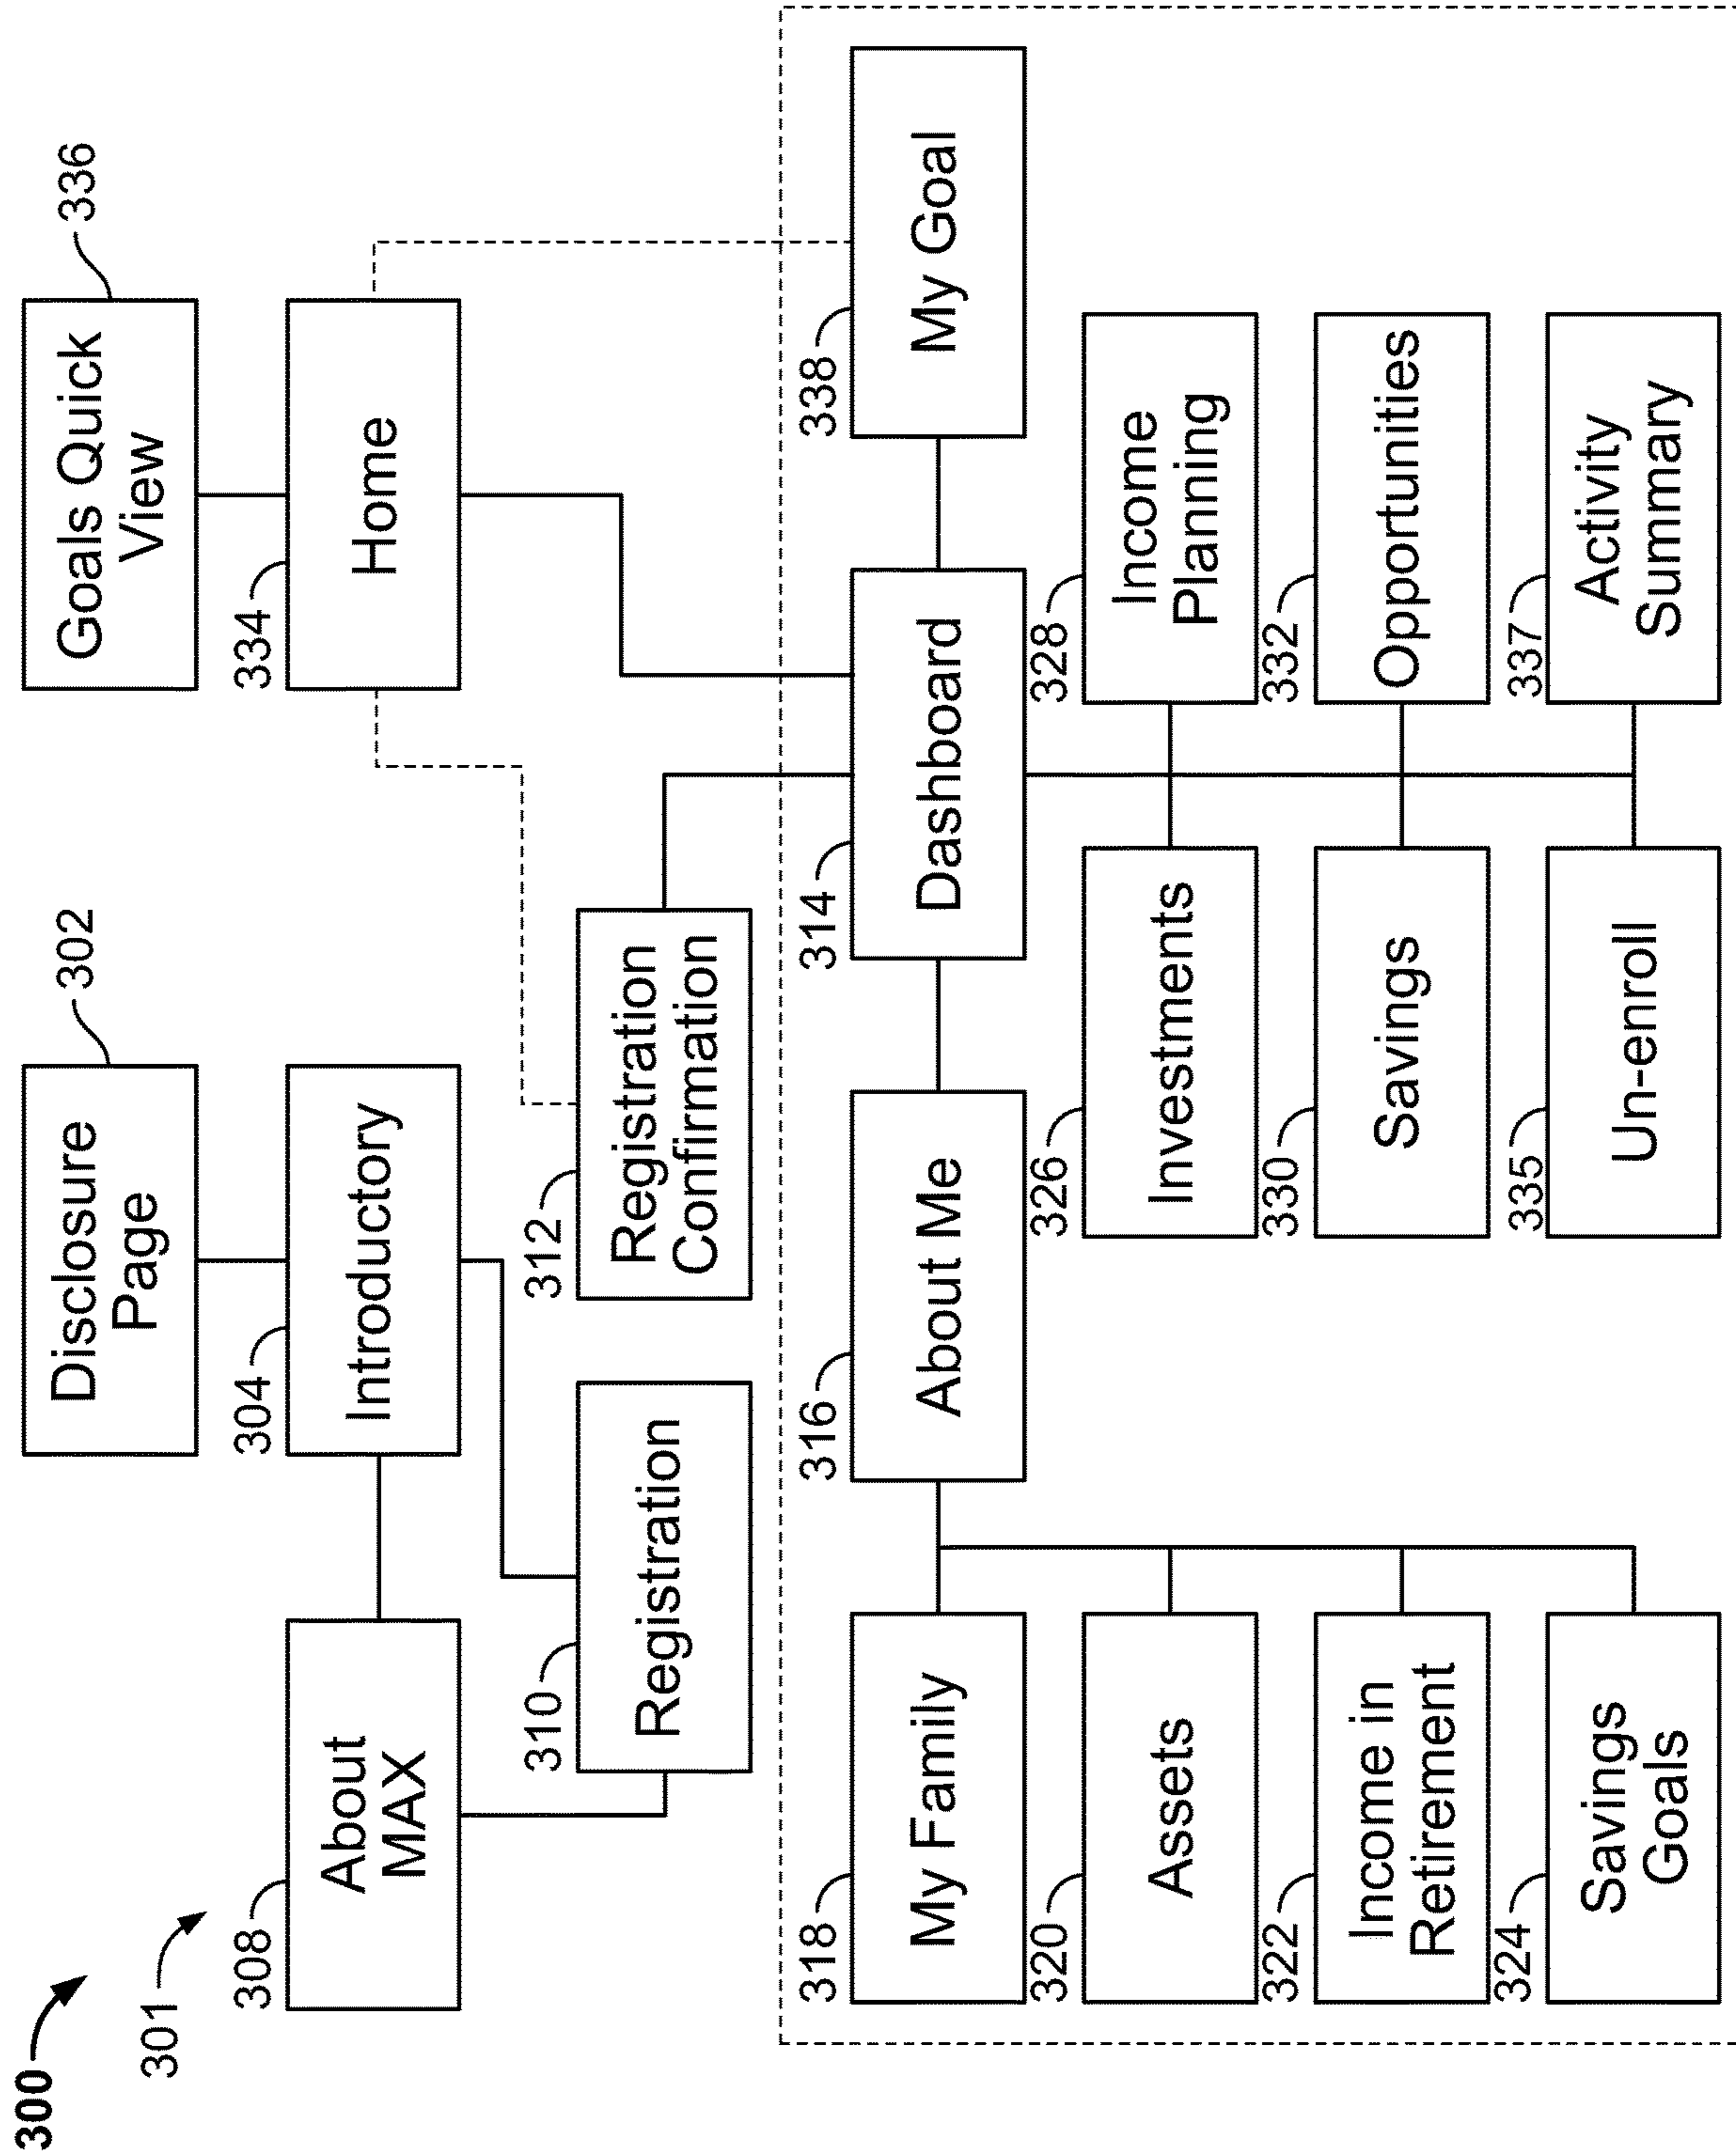 300
301
Disclosure
Page
302
Goals Quick
View
336
308
About
MAX
304
Introductory
334
Home
310
Registration
312
Registration
Confirmation
318
My Family
316
About Me
314
Dashboard
338
My Goal
320
Assets
326
Investments
328
Income
Planning
322
Income in
Retirement
330
Savings
332
Opportunities
324
Savings
Goals
335
Un-enroll
337
Activity
Summary